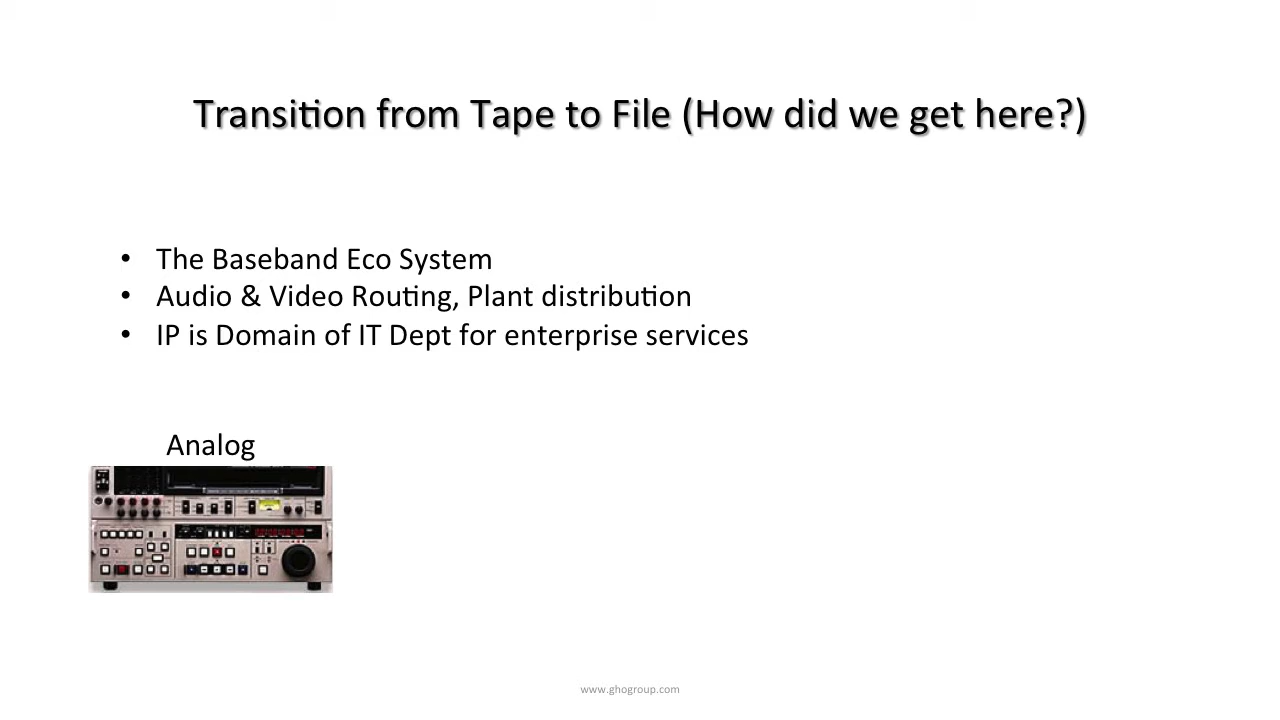 Transition from Tape to File (How did we get here?)
• The Baseband Eco System
• Audio & Video Routing, Plant distribution
• IP is Domain of IT Dept for enterprise services
Analog
www.ghogroup.com